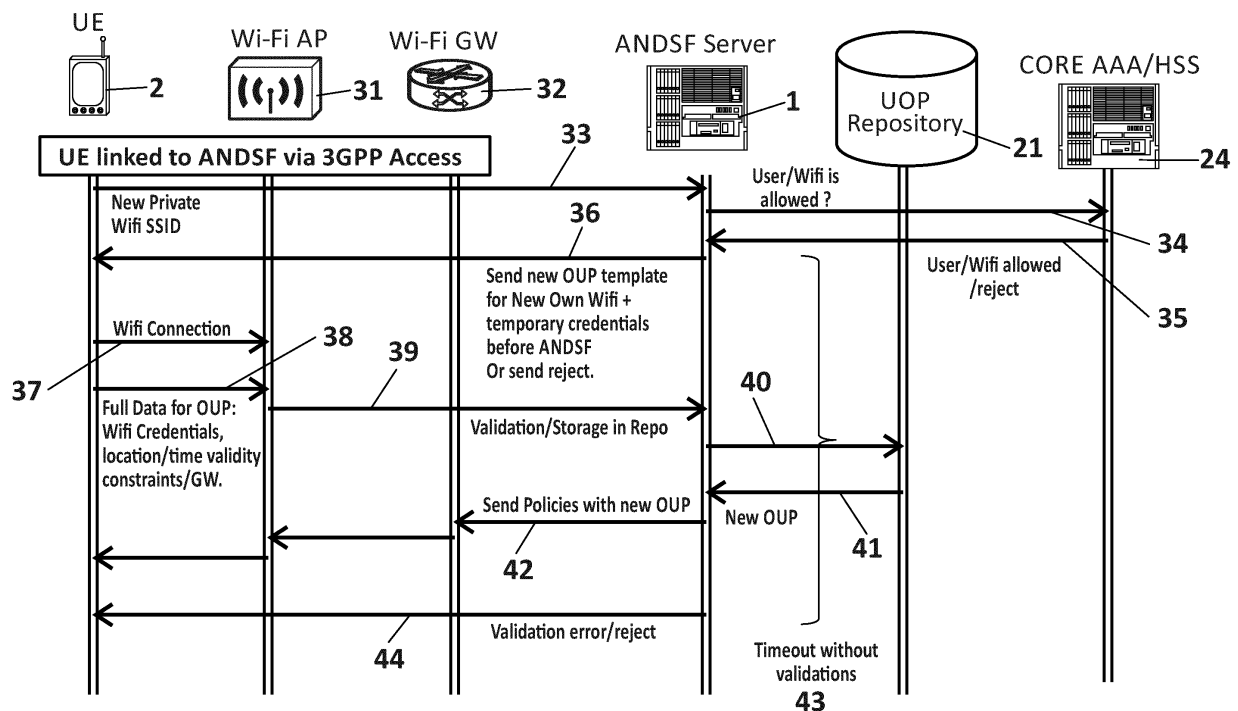 UE
Wi-Fi AP
Wi-Fi GW
ANDSF Server
CORE AAA/HSS
2
31
32
1
UOP
Repository
21
24
UE linked to ANDSF via 3GPP Access
33
New Private
Wifi SSID
36
User/Wifi is
allowed ?
34
User/Wifi allowed
/reject
35
Send new OUP template
for New Own Wifi +
temporary credentials
before ANDSF
Or send reject.
Wifi Connection
37
38
39
Full Data for OUP:
Wifi Credentials,
location/time validity
constraints/GW.
Validation/Storage in Repo
40
Send Policies with new OUP
42
New OUP
41
Validation error/reject
44
Timeout without
validations
43